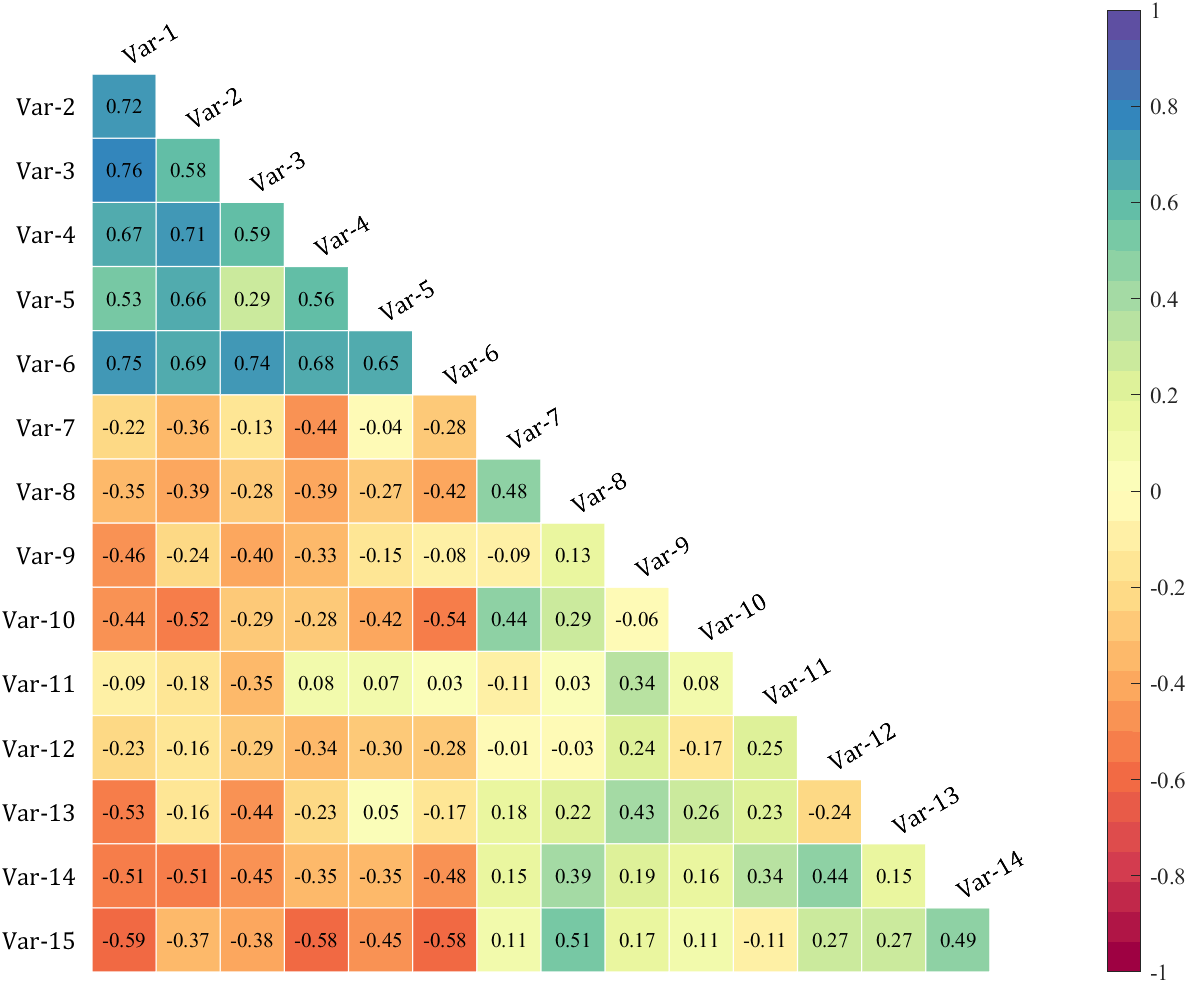 Var-1
Var-2 0.72 Var-2
Var-3 0.76 0.58 Var-3
Var-4 0.67 0.71 0.59 Var-4
Var-5 0.53 0.66 0.29 0.56 Var-5
Var-6 0.75 0.69 0.74 0.68 0.65 Var-6
Var-7 -0.22 -0.36 -0.13 -0.44 -0.04 -0.28 Var-7
Var-8 -0.35 -0.39 -0.28 -0.39 -0.27 -0.42 0.48 Var-8
Var-9 -0.46 -0.24 -0.40 -0.33 -0.15 -0.08 -0.09 0.13 Var-9
Var-10 -0.44 -0.52 -0.29 -0.28 -0.42 -0.54 0.44 0.29 -0.06 Var-10
Var-11 -0.09 -0.18 -0.35 0.08 0.07 0.03 -0.11 0.03 0.34 0.08 Var-11
Var-12 -0.23 -0.16 -0.29 -0.34 -0.30 -0.28 -0.01 -0.03 0.24 -0.17 0.25 Var-12
Var-13 -0.53 -0.16 -0.44 -0.23 0.05 -0.17 0.18 0.22 0.43 0.26 0.23 -0.24 Var-13
Var-14 -0.51 -0.51 -0.45 -0.35 -0.35 -0.48 0.15 0.39 0.19 0.16 0.34 0.44 0.15 Var-14
Var-15 -0.59 -0.37 -0.38 -0.58 -0.45 -0.58 0.11 0.51 0.17 0.11 -0.11 0.27 0.27 0.49
1
0.8
0.6
0.4
0.2
0
-0.2
-0.4
-0.6
-0.8
-1